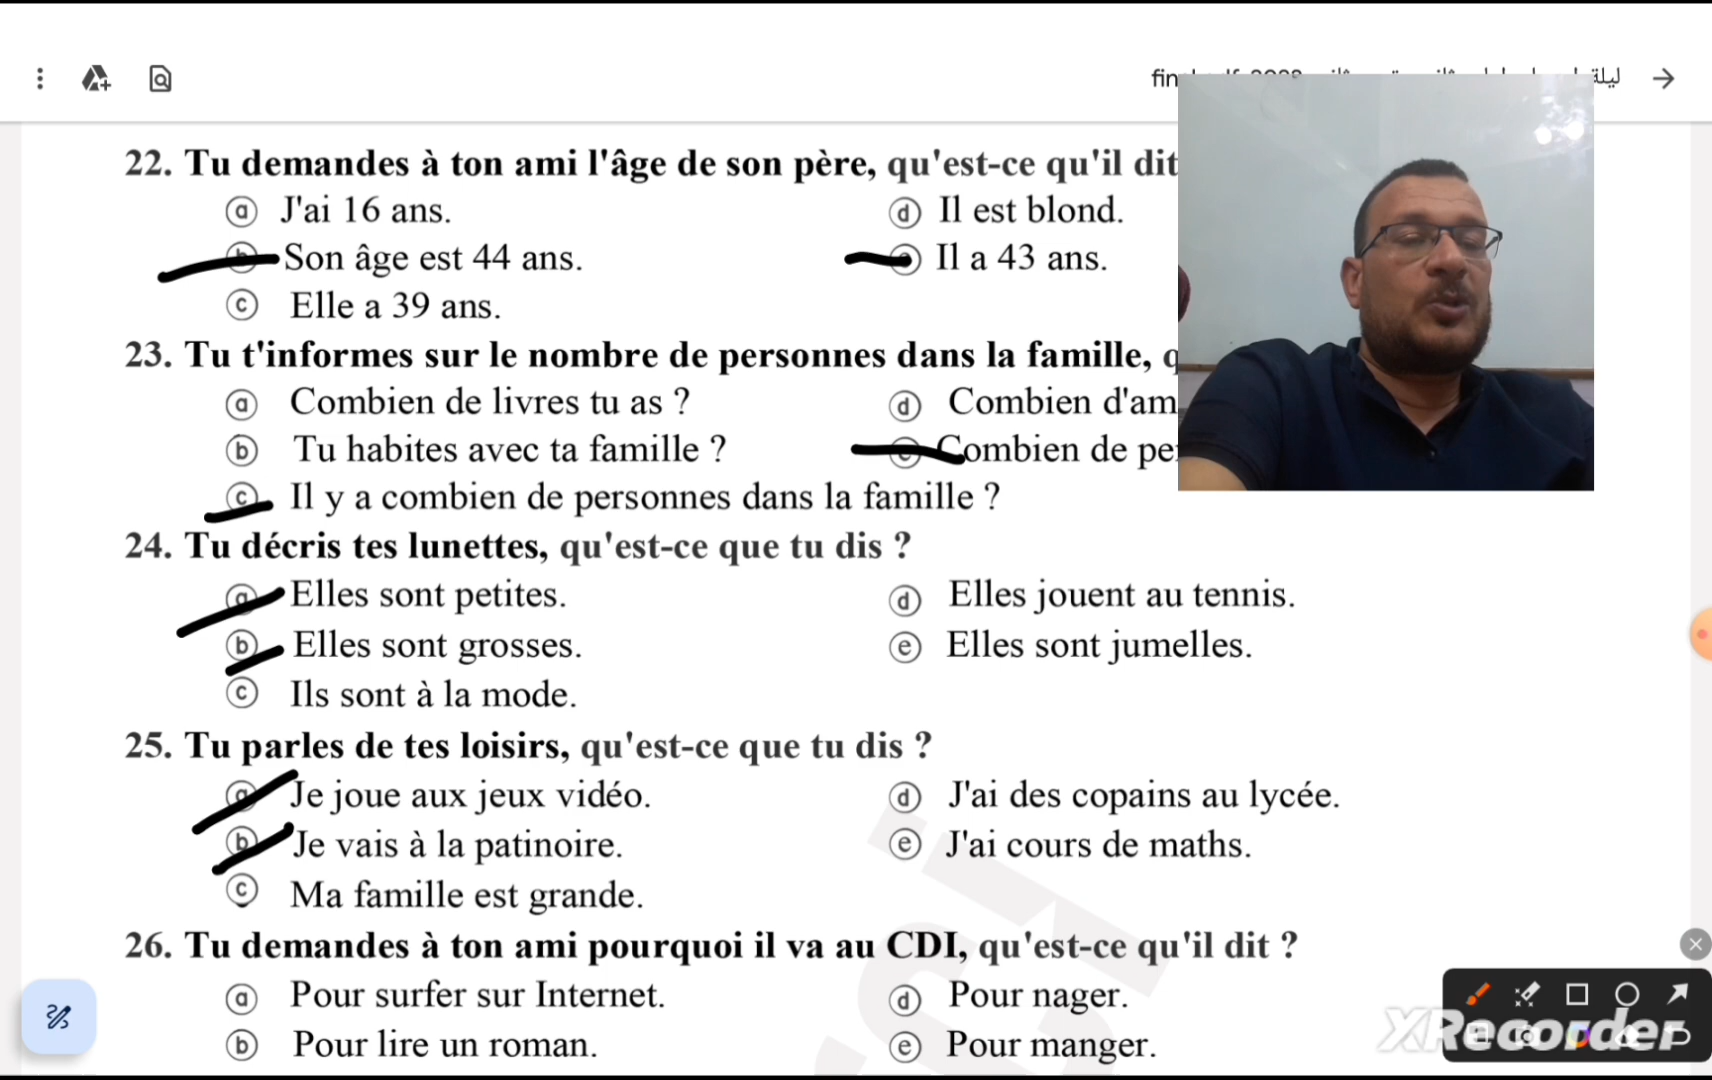 ليلة
22. Tu demandes à ton ami l'âge de son père, qu'est-ce qu'il dit
ⓐ J'ai 16 ans.
ⓓ Il est blond.
ⓑ Son âge est 44 ans.
ⓔ Il a 43 ans.
ⓒ Elle a 39 ans.
23. Tu t'informes sur le nombre de personnes dans la famille,
ⓐ Combien de livres tu as ?
ⓓ Combien
ⓑ Tu habites avec ta famille ?
ⓔ Combien de
ⓒ Il y a combien de personnes dans la famille ?
24. Tu décris tes lunettes, qu'est-ce que tu dis ?
ⓐ Elles sont petites.
ⓓ Elles jouent au tennis.
ⓑ Elles sont grosses.
ⓔ Elles sont jumelles.
ⓒ Ils sont à la mode.
25. Tu parles de tes loisirs, qu'est-ce que tu dis ?
ⓐ Je joue aux jeux vidéo.
ⓓ J'ai des copains au lycée.
ⓑ Je vais à la patinoire.
ⓔ J'ai cours de maths.
ⓒ Ma famille est grande.
26. Tu demandes à ton ami pourquoi il va au CDI, qu'est-ce qu'il dit ?
ⓐ Pour surfer sur Internet.
ⓓ Pour nager.
ⓑ Pour lire un roman.
ⓔ Pour manger.
XRecorder